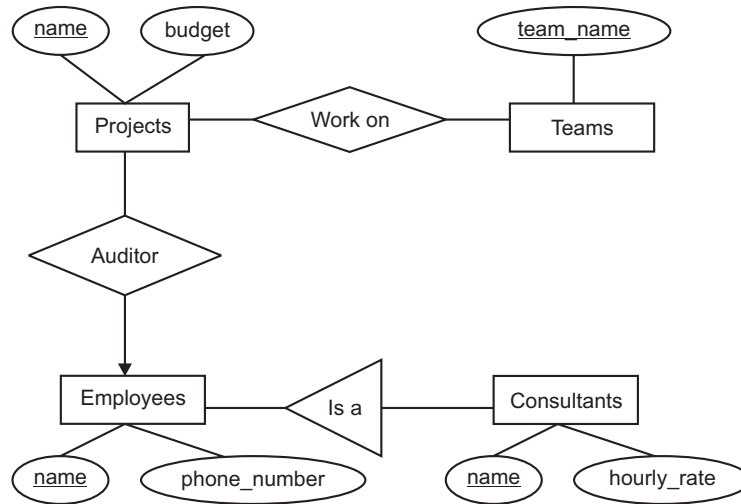 name
budget
team_name
Projects
Work on
Teams
Auditor
Employees
Is a
Consultants
name
phone_number
name
hourly_rate